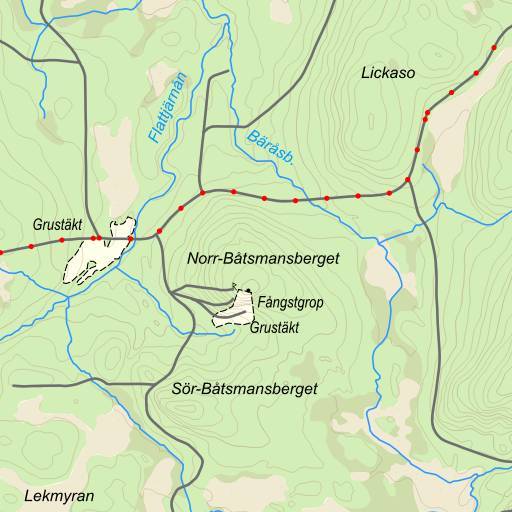 Lickaso
Flattjärnån
Båråsb.
Grustäkt
Norr-Båtsmansberget
Fångstgrop
Grustäkt
Sör-Båtsmansberget
Lekmyran